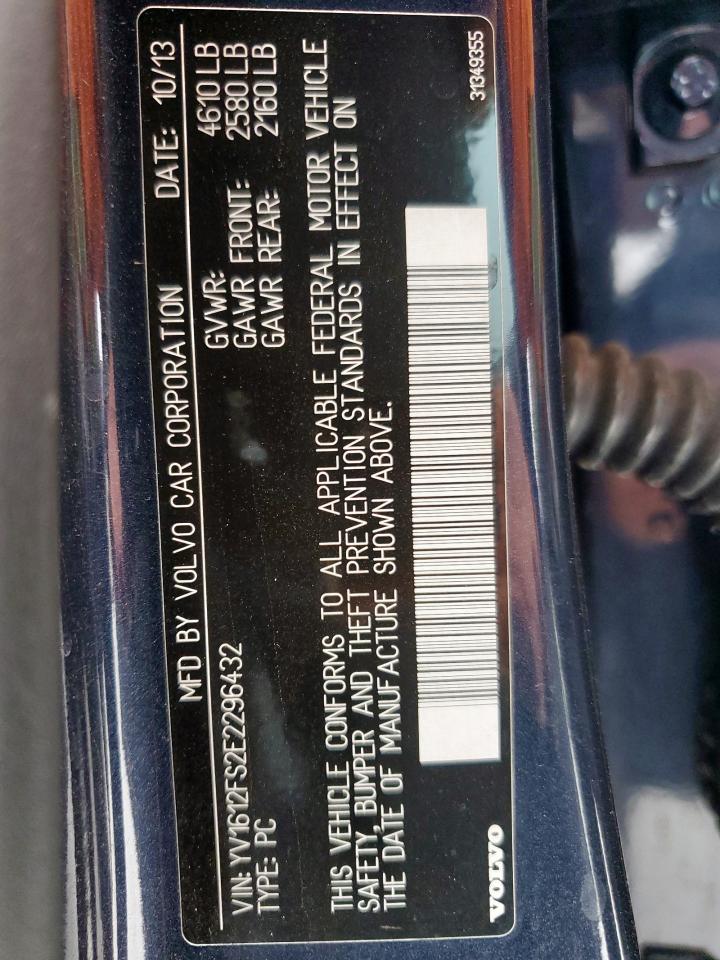 MFD BY VOLVO CAR CORPORATION DATE: 10/13
VIN: YV1612FS2E2296432 GVWR: 4610 LB
TYPE: PC GAWR FRONT: 2580 LB
GAWR REAR: 2160 LB
THIS VEHICLE CONFORMS TO ALL APPLICABLE FEDERAL MOTOR VEHICLE
SAFETY, BUMPER AND THEFT PREVENTION STANDARDS IN EFFECT ON
THE DATE OF MANUFACTURE SHOWN ABOVE.
VOLVO 31349355